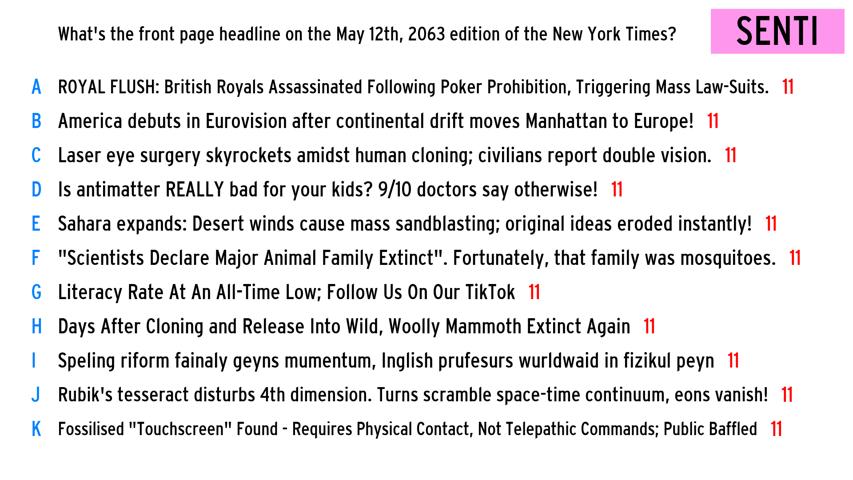 What's the front page headline on the May 12th, 2063 edition of the New York Times?
SENTI
A ROYAL FLUSH: British Royals Assassinated Following Poker Prohibition, Triggering Mass Law-Suits. 11
B America debuts in Eurovision after continental drift moves Manhattan to Europe! 11
C Laser eye surgery skyrockets amidst human cloning; civilians report double vision. 11
D Is antimatter REALLY bad for your kids? 9/10 doctors say otherwise! 11
E Sahara expands: Desert winds cause mass sandblasting; original ideas eroded instantly! 11
F "Scientists Declare Major Animal Family Extinct". Fortunately, that family was mosquitoes. 11
G Literacy Rate At An All-Time Low; Follow Us On Our TikTok 11
H Days After Cloning and Release Into Wild, Woolly Mammoth Extinct Again 11
I Speling riform fainaly geyns mumentum, Inglish prufesurs wurldwaid in fizikul peyn 11
J Rubik's tesseract disturbs 4th dimension. Turns scramble space-time continuum, eons vanish! 11
K Fossilised "Touchscreen" Found - Requires Physical Contact, Not Telepathic Commands; Public Baffled 11